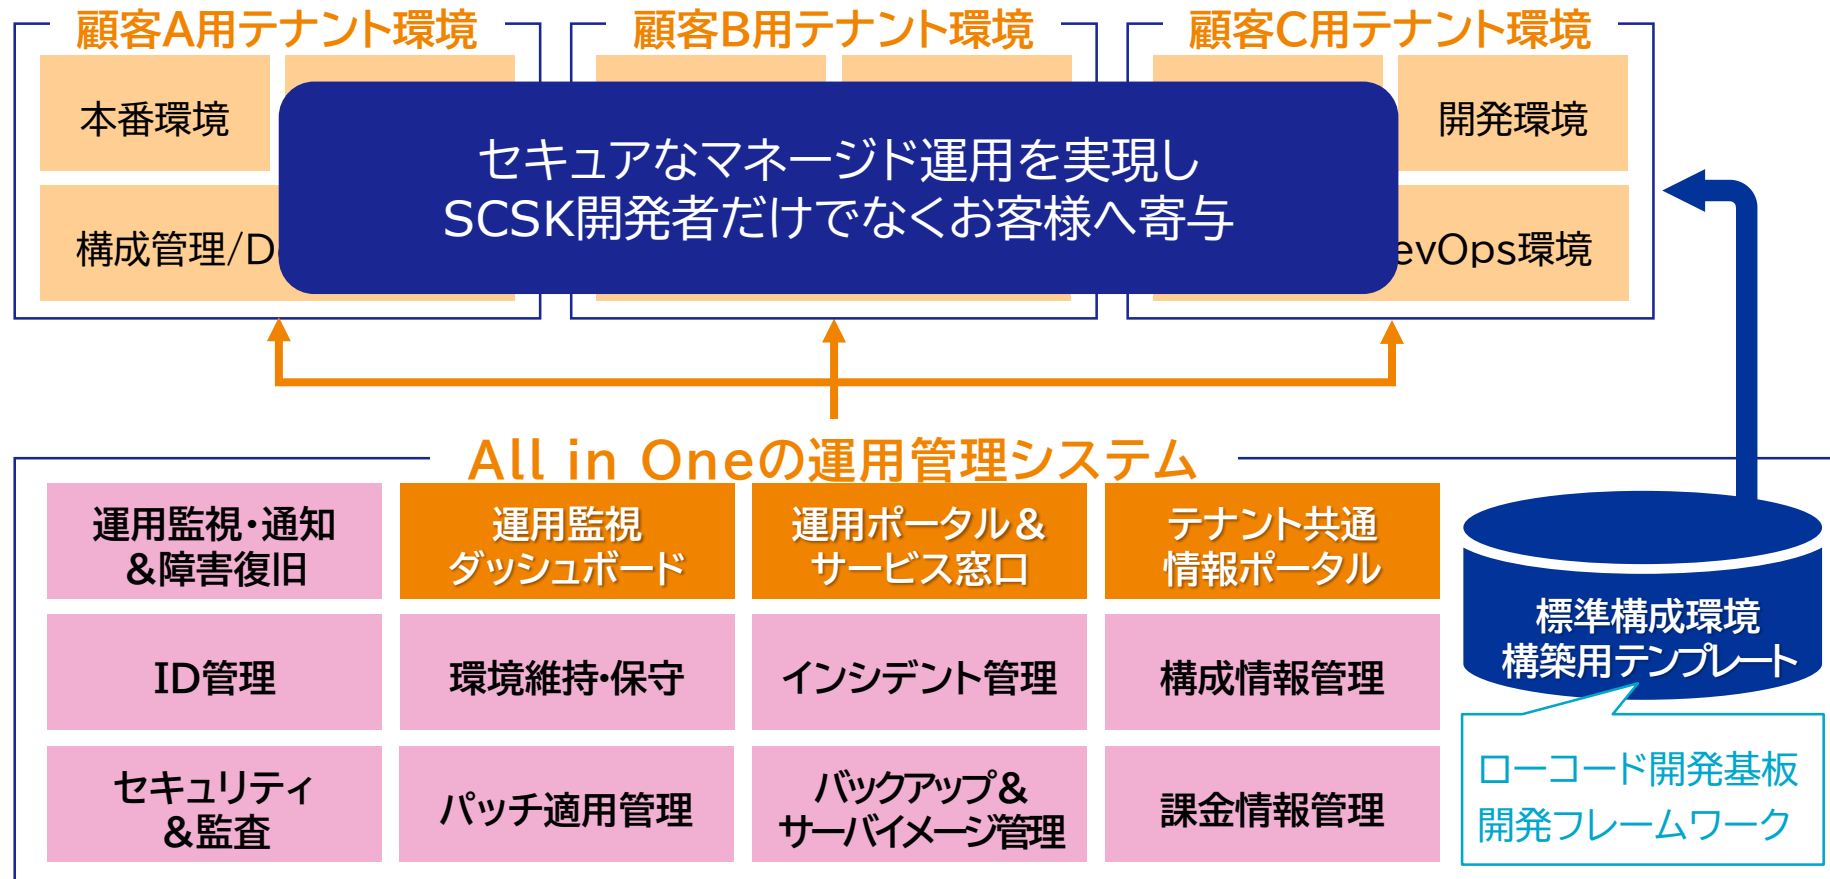 顧客A用テナント環境
顧客B用テナント環境
顧客C用テナント環境
本番環境
開発環境
セキュアなマネージド運用を実現し
SCSK開発者だけでなくお客様へ寄与
構成管理/D
evOps環境
All in Oneの運用管理システム
運用監視・通知
&障害復旧
運用監視
ダッシュボード
運用ポータル&
サービス窓口
テナント共通
情報ポータル
ID管理
環境維持・保守
インシデント管理
構成情報管理
セキュリティ
&監査
パッチ適用管理
バックアップ&
サーバイメージ管理
課金情報管理
標準構成環境
構築用テンプレート
ローコード開発基板
開発フレームワーク